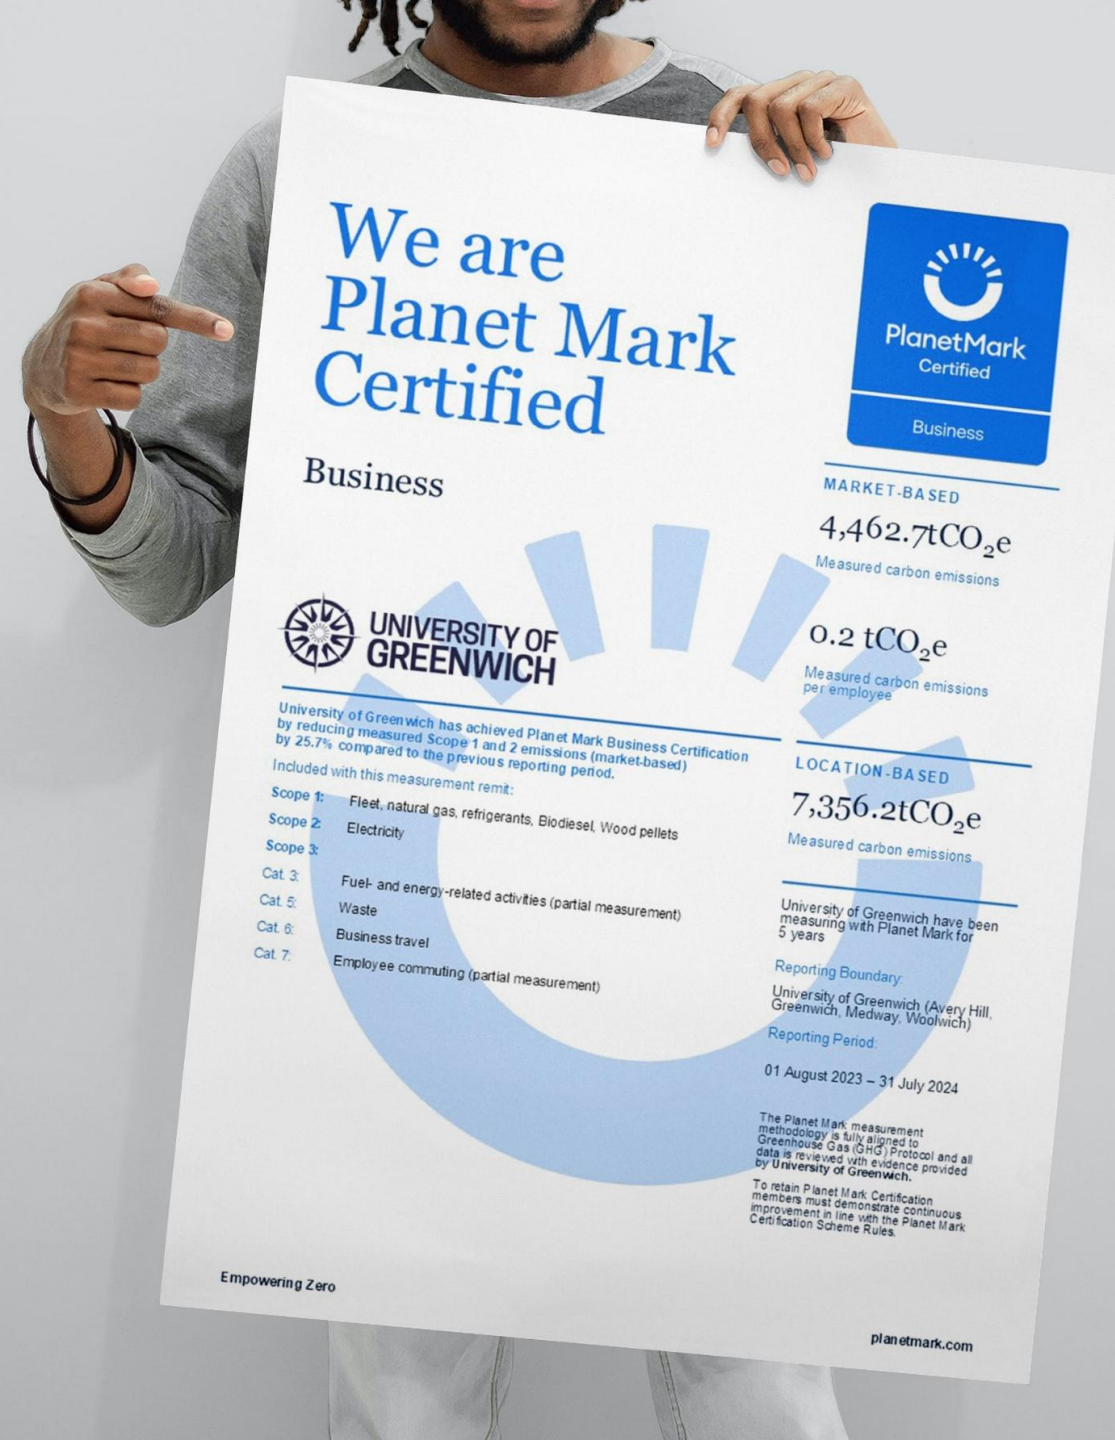 We are
Planet Mark
Certified
Business
UNIVERSITY OF
GREENWICH
University of Greenwich has achieved Planet Mark Business Certification
by reducing measured Scope 1 and 2 emissions (market-based)
by 25.7% compared to the previous reporting period.
Included with this measurement remit:
Scope 1: Fleet, natural gas, refrigerants, Biodiesel, Wood pellets
Scope 2: Electricity
Scope 3:
Cat. 3: Fuel- and energy-related activities (partial measurement)
Cat. 5: Waste
Cat. 6: Business travel
Cat. 7: Employee commuting (partial measurement)
Empowering Zero
PlanetMark
Certified
Business
MARKET-BASED
4,462.7tCO₂e
Measured carbon emissions
0.2 tCO₂e
Measured carbon emissions
per employee
LOCATION-BASED
7,356.2tCO₂e
Measured carbon emissions
University of Greenwich have been
measuring with Planet Mark for
5 years
Reporting Boundary:
University of Greenwich (Avery Hill,
Greenwich, Medway, Woolwich)
Reporting Period:
01 August 2023 – 31 July 2024
The Planet Mark measurement
methodology is fully aligned to
Greenhouse Gas (GHG) Protocol and all
data is reviewed with evidence provided
by University of Greenwich.
To retain Planet Mark Certification
members must demonstrate continuous
improvement in line with the Planet Mark
Certification Scheme Rules.
planetmark.com